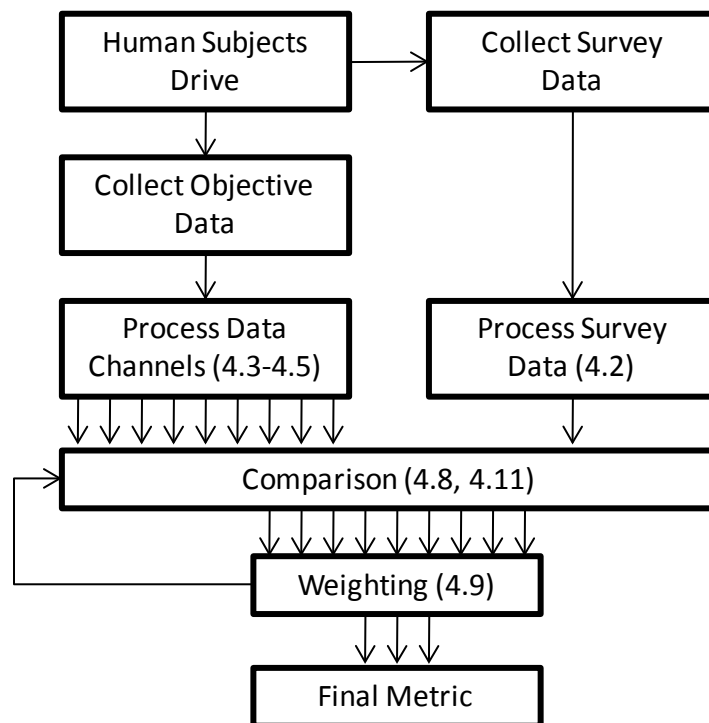 Human Subjects
Drive
Collect Survey
Data
Collect Objective
Data
Process Data
Channels (4.3-4.5)
Process Survey
Data (4.2)
Comparison (4.8, 4.11)
Weighting (4.9)
Final Metric